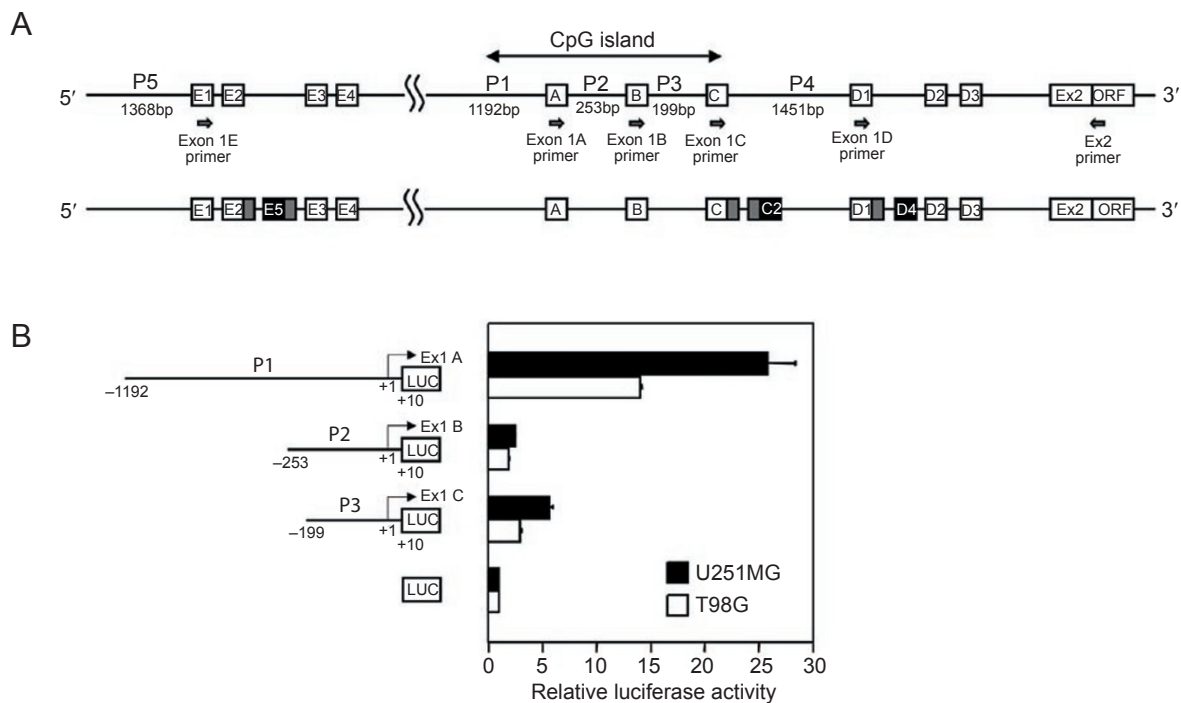 A
CpG island
P5 P1 P2 P3 P4
5′ E1 E2 E3 E4 A B C D1 D2 D3 Ex2 ORF 3′
1368bp 1192bp 253bp 199bp 1451bp
Exon 1E primer
Exon 1A primer
Exon 1B primer
Exon 1C primer
Exon 1D primer
Ex2 primer
5′ E1 E2 E5 E3 E4 A B C C2 D1 D4 D2 D3 Ex2 ORF 3′
B
P1 Ex1 A
–1192 +1 LUC
+10
P2 Ex1 B
–253 +1 LUC
+10
P3 Ex1 C
–199 +1 LUC
+10
LUC
U251MG
T98G
0 5 10 15 20 25 30
Relative luciferase activity